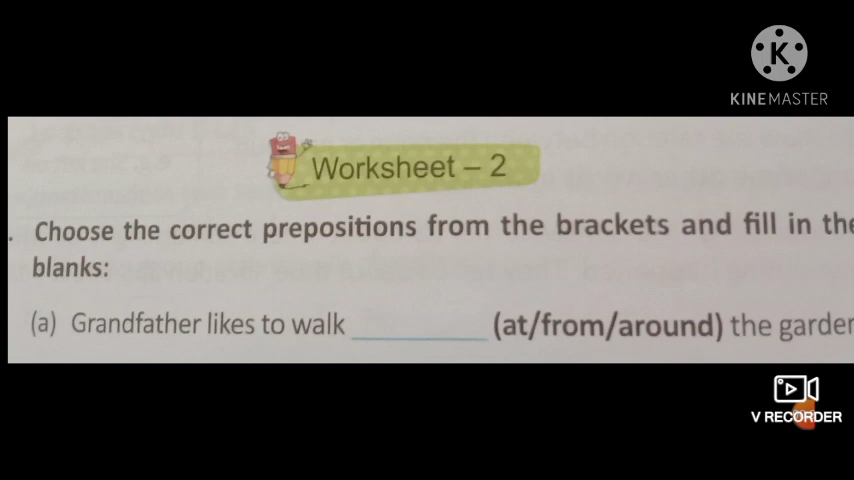 KINEMASTER
Worksheet – 2
. Choose the correct prepositions from the brackets and fill in the
blanks:
(a) Grandfather likes to walk ________ (at/from/around) the garden
V RECORDER